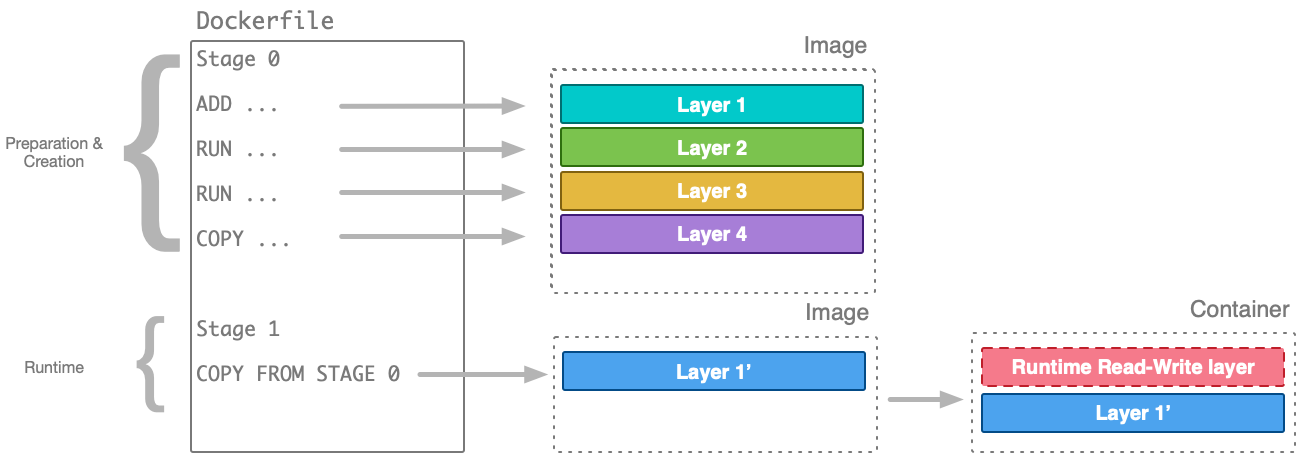 Dockerfile
Stage 0
ADD ...
RUN ...
RUN ...
COPY ...
Preparation &
Creation
Image
Layer 1
Layer 2
Layer 3
Layer 4
Stage 1
COPY FROM STAGE 0
Runtime
Image
Layer 1’
Container
Runtime Read-Write layer
Layer 1’